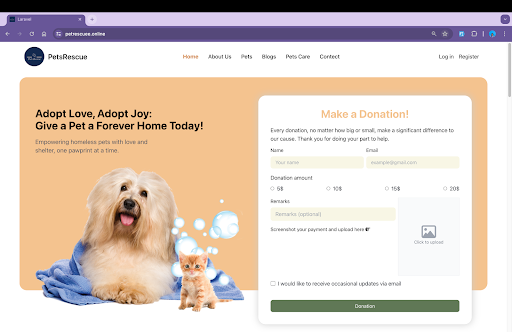 Laravel
petrescuee.online
PetsRescue
Home
About Us
Pets
Blogs
Pets Care
Contect
Log in
Register
Adopt Love, Adopt Joy:
Give a Pet a Forever Home Today!
Empowering homeless pets with love and
shelter, one pawprint at a time.
Make a Donation!
Every donation, no matter how big or small, make a significant difference to
our cause. Thank you for doing your part to help.
Name
Email
Your name
example@gmail.com
Donation amount
5$
10$
15$
20$
Remarks
Remarks (optional)
Screenshot your payment and upload here
Click to upload
I would like to receive occasional updates via email
Donation